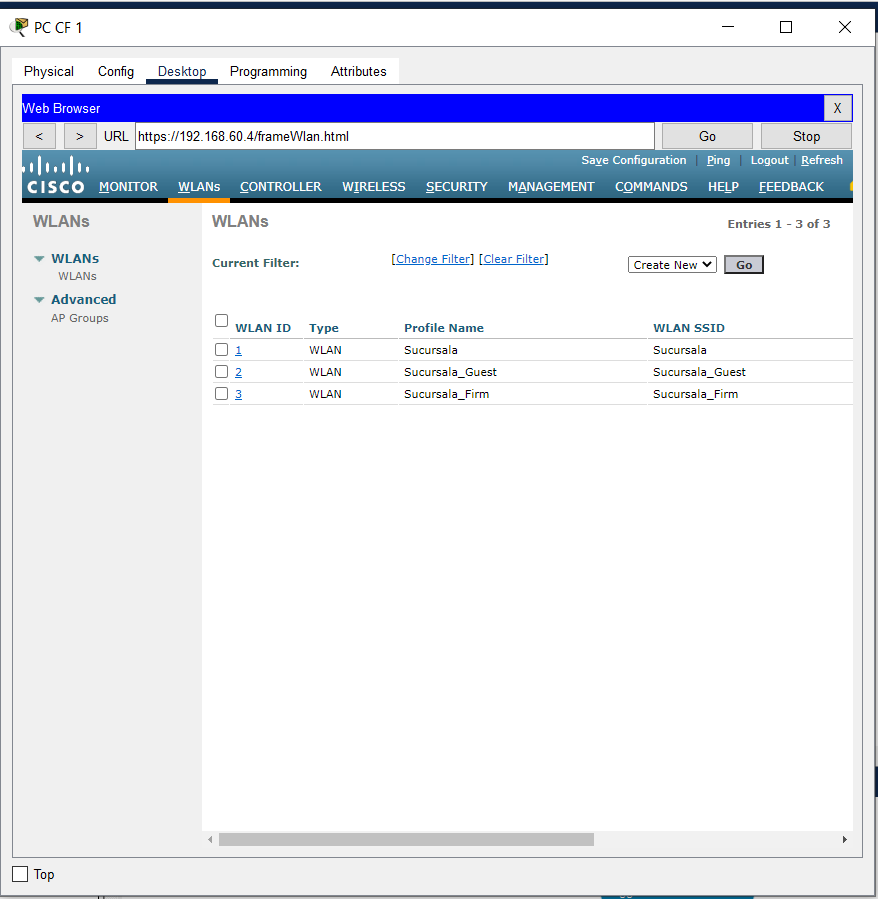 PC CF 1
Physical Config Desktop Programming Attributes
Web Browser X
< > URL https://192.168.60.4/frameWlan.html Go Stop
Save Configuration | Ping | Logout | Refresh
CISCO MONITOR WLANs CONTROLLER WIRELESS SECURITY MANAGEMENT COMMANDS HELP FEEDBACK
WLANs
WLANs
WLANs
Advanced
AP Groups
WLANs
Entries 1 - 3 of 3
Current Filter: [Change Filter] [Clear Filter] Create New Go
WLAN ID Type Profile Name WLAN SSID
1 WLAN Sucursala Sucursala
2 WLAN Sucursala_Guest Sucursala_Guest
3 WLAN Sucursala_Firm Sucursala_Firm
Top